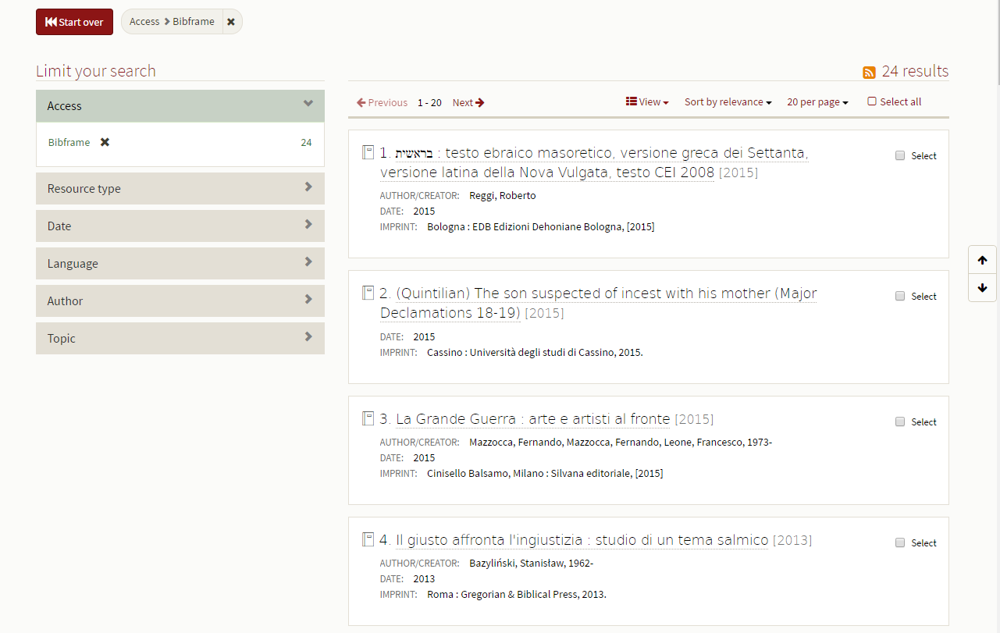 Start over Access Bibframe
Limit your search
24 results
Access
Bibframe 24
Resource type
Date
Language
Author
Topic
Previous 1 - 20 Next View Sort by relevance 20 per page Select all
1. בראשית : testo ebraico masoretico, versione greca dei Settanta,
versione latina della Nova Vulgata, testo CEI 2008 [2015]
Select
AUTHOR/CREATOR: Reggi, Roberto
DATE: 2015
IMPRINT: Bologna : EDB Edizioni Dehoniane Bologna, [2015]
2. (Quintilian) The son suspected of incest with his mother (Major
Declamations 18-19) [2015]
Select
DATE: 2015
IMPRINT: Cassino : Università degli studi di Cassino, 2015.
3. La Grande Guerra : arte e artisti al fronte [2015]
Select
AUTHOR/CREATOR: Mazzocca, Fernando, Mazzocca, Fernando, Leone, Francesco, 1973-
DATE: 2015
IMPRINT: Cinisello Balsamo, Milano : Silvana editoriale, [2015]
4. Il giusto affronta l'ingiustizia : studio di un tema salmico [2013]
Select
AUTHOR/CREATOR: Bazyliński, Stanisław, 1962-
DATE: 2013
IMPRINT: Roma : Gregorian & Biblical Press, 2013.